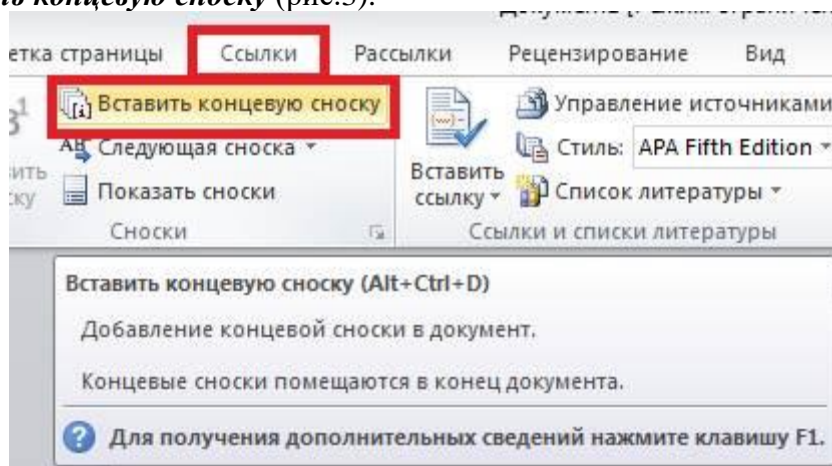 ть концевую сноску (рис.3).
етка страницы Ссылки Рассылки Рецензирование Вид
Вставить концевую сноску
AB Следующая сноска
Показать сноски
Сноски
Вставить ссылку
Управление источниками
Стиль: APA Fifth Edition
Список литературы
Ссылки и списки литературы
Вставить концевую сноску (Alt+Ctrl+D)
Добавление концевой сноски в документ.
Концевые сноски помещаются в конец документа.
Для получения дополнительных сведений нажмите клавишу F1.